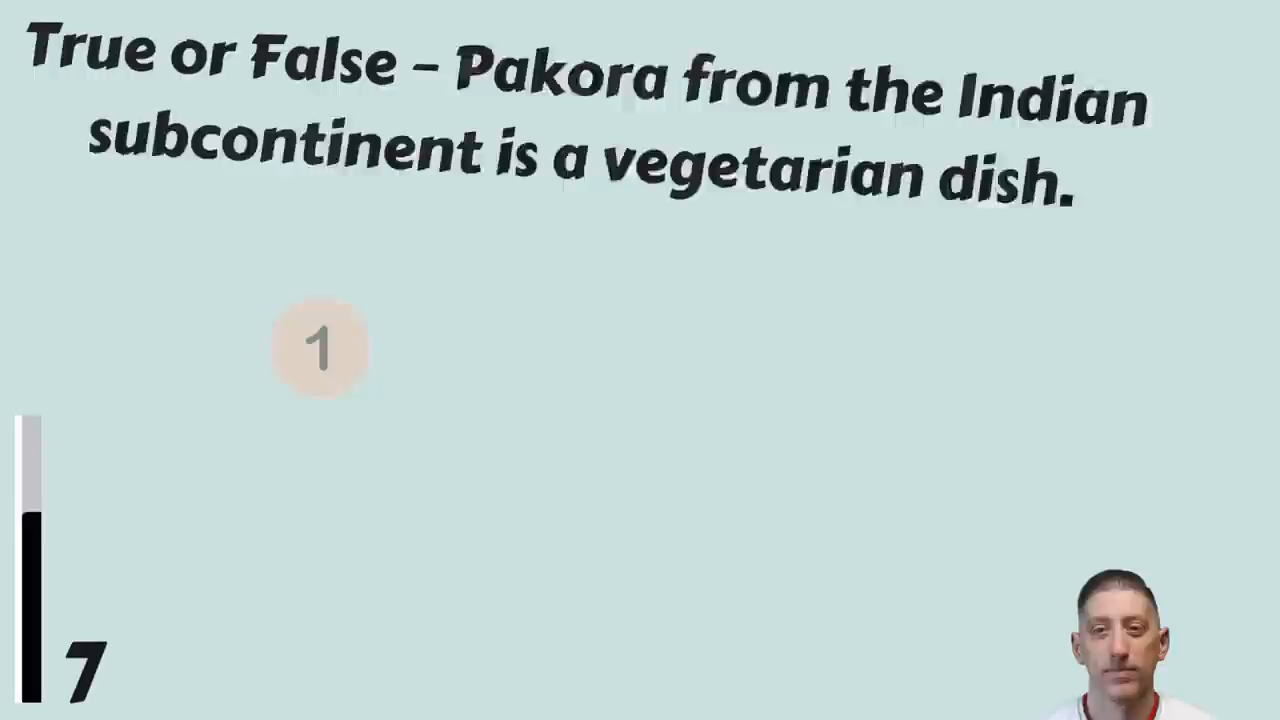 True or False - Pakora from the Indian
subcontinent is a vegetarian dish.
1
7